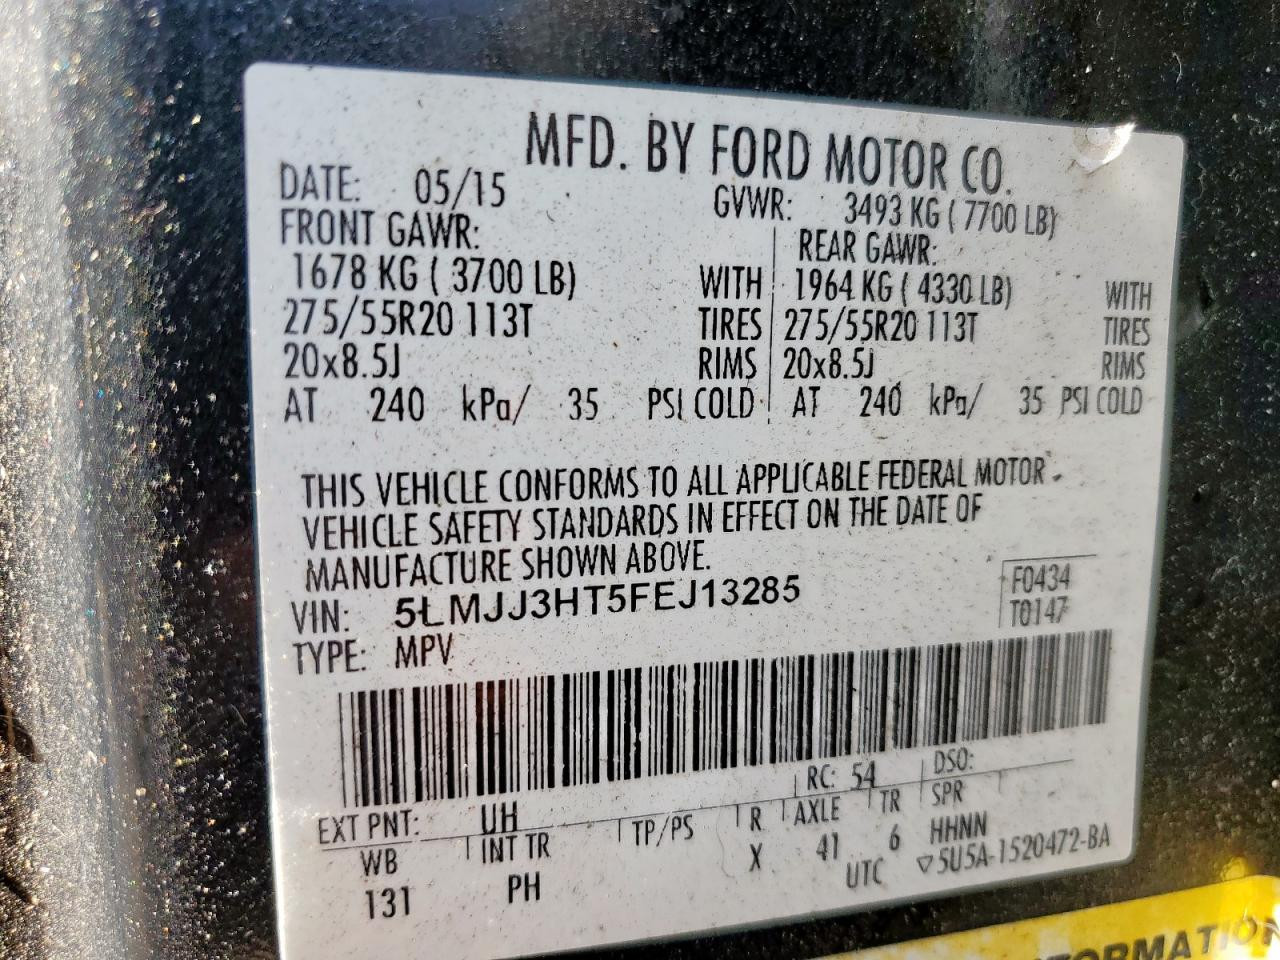 MFD. BY FORD MOTOR CO.
DATE: 05/15 GVWR: 3493 KG ( 7700 LB)
FRONT GAWR: REAR GAWR:
1678 KG ( 3700 LB) WITH 1964 KG ( 4330 LB) WITH
275/55R20 113T TIRES 275/55R20 113T TIRES
20x8.5J RIMS 20x8.5J RIMS
AT 240 kPa/ 35 PSI COLD AT 240 kPa/ 35 PSI COLD
THIS VEHICLE CONFORMS TO ALL APPLICABLE FEDERAL MOTOR
VEHICLE SAFETY STANDARDS IN EFFECT ON THE DATE OF
MANUFACTURE SHOWN ABOVE.
VIN: 5LMJJ3HT5FEJ13285
F0434
T0147
TYPE: MPV
EXT PNT: UH RC: 54 DSO:
WB INT TR TP/PS R AXLE TR SPR
131 PH X 41 6 HHNN
UTC ▽5U5A-1520472-BA